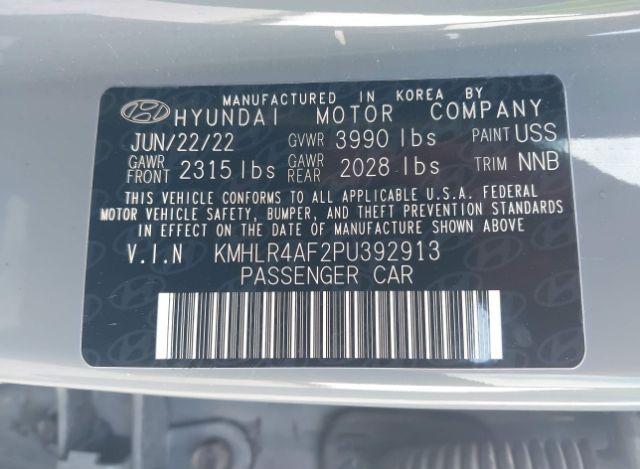 MANUFACTURED IN KOREA BY
HYUNDAI MOTOR COMPANY
JUN/22/22 GVWR 3990 lbs PAINT USS
GAWR FRONT 2315 lbs GAWR REAR 2028 lbs TRIM NNB
THIS VEHICLE CONFORMS TO ALL APPLICABLE U.S.A. FEDERAL
MOTOR VEHICLE SAFETY, BUMPER, AND THEFT PREVENTION STANDARDS
IN EFFECT ON THE DATE OF MANUFACTURE SHOWN ABOVE
V.I.N KMHLR4AF2PU392913
PASSENGER CAR